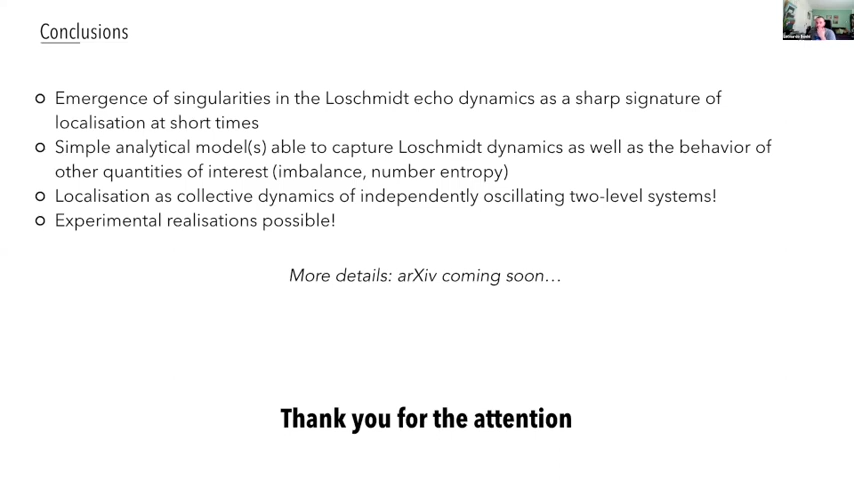 Conclusions
Emergence of singularities in the Loschmidt echo dynamics as a sharp signature of
localisation at short times
Simple analytical model(s) able to capture Loschmidt dynamics as well as the behavior of
other quantities of interest (imbalance, number entropy)
Localisation as collective dynamics of independently oscillating two-level systems!
Experimental realisations possible!
More details: arXiv coming soon…
Thank you for the attention